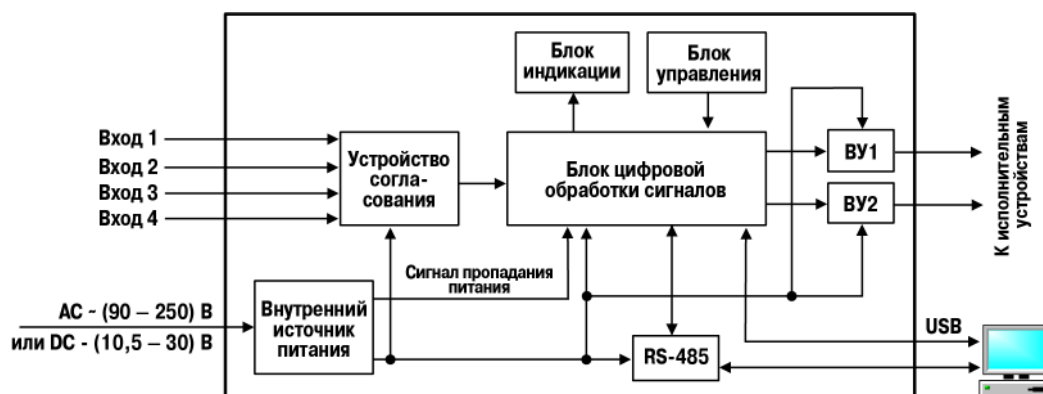 Блок
индикации
Блок
управления
Вход 1
Вход 2
Вход 3
Вход 4
Устройство
согла-
сования
Блок цифровой
обработки сигналов
ВУ1
ВУ2
К исполнительным
устройствам
Сигнал пропадания
питания
AC ~ (90 – 250) В
или DC - (10,5 – 30) В
Внутренний
источник
питания
RS-485
USB